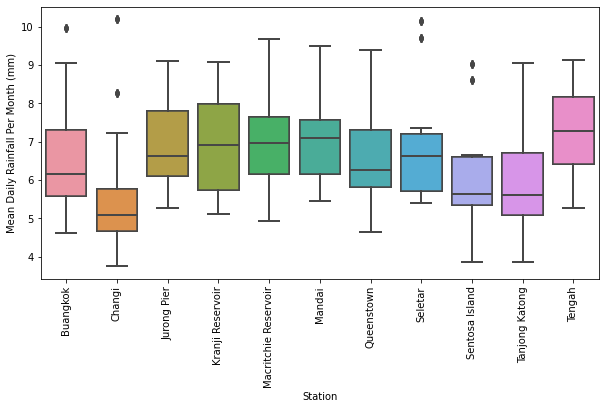 Mean Daily Rainfall Per Month (mm)
10
9
8
7
6
5
4
Buangkok
Changi
Jurong Pier
Kranji Reservoir
Macritchie Reservoir
Mandai
Queenstown
Seletar
Sentosa Island
Tanjong Katong
Tengah
Station